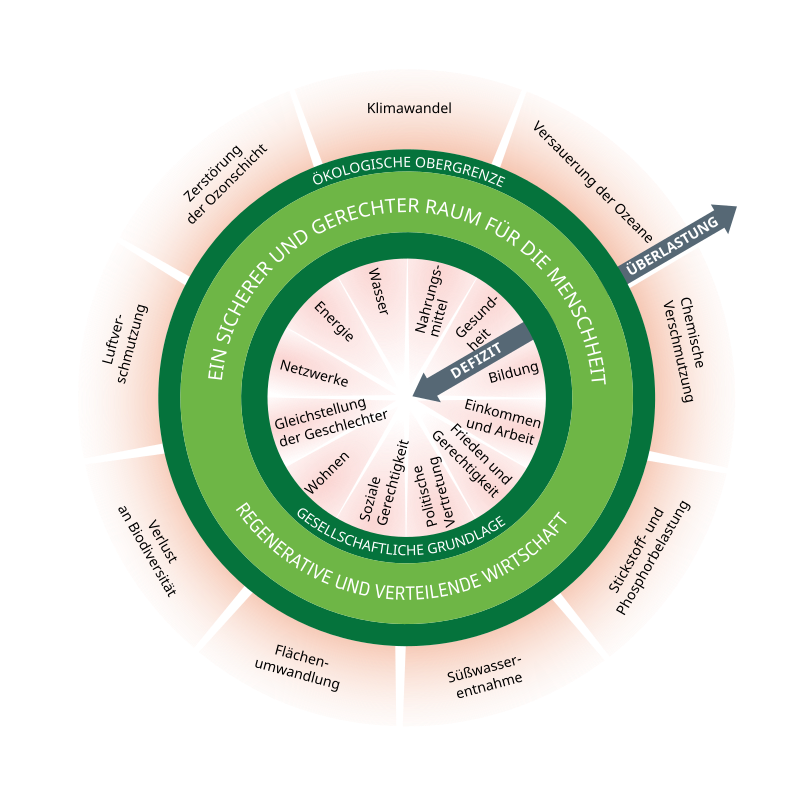 Klimawandel
Versauerung der Ozeane
ÜBERLASTUNG
Chemische
Verschmutzung
Stickstoff- und
Phosphorbelastung
Süßwasser-
entnahme
Flächen-
umwandlung
Verlust
an Biodiversität
Luftver-
schmutzung
Zerstörung
der Ozonschicht
ÖKOLOGISCHE OBERGRENZE
EIN SICHERER UND GERECHTER RAUM FÜR DIE MENSCHHEIT
Wasser
Nahrungs-
mittel
Gesund-
heit
DEFIZIT
Bildung
Einkommen
und Arbeit
Frieden und
Gerechtigkeit
Politische
Vertretung
Soziale
Gerechtigkeit
Wohnen
Gleichstellung
der Geschlechter
Netzwerke
Energie
GESELLSCHAFTLICHE GRUNDLAGE
REGENERATIVE UND VERTEILENDE WIRTSCHAFT